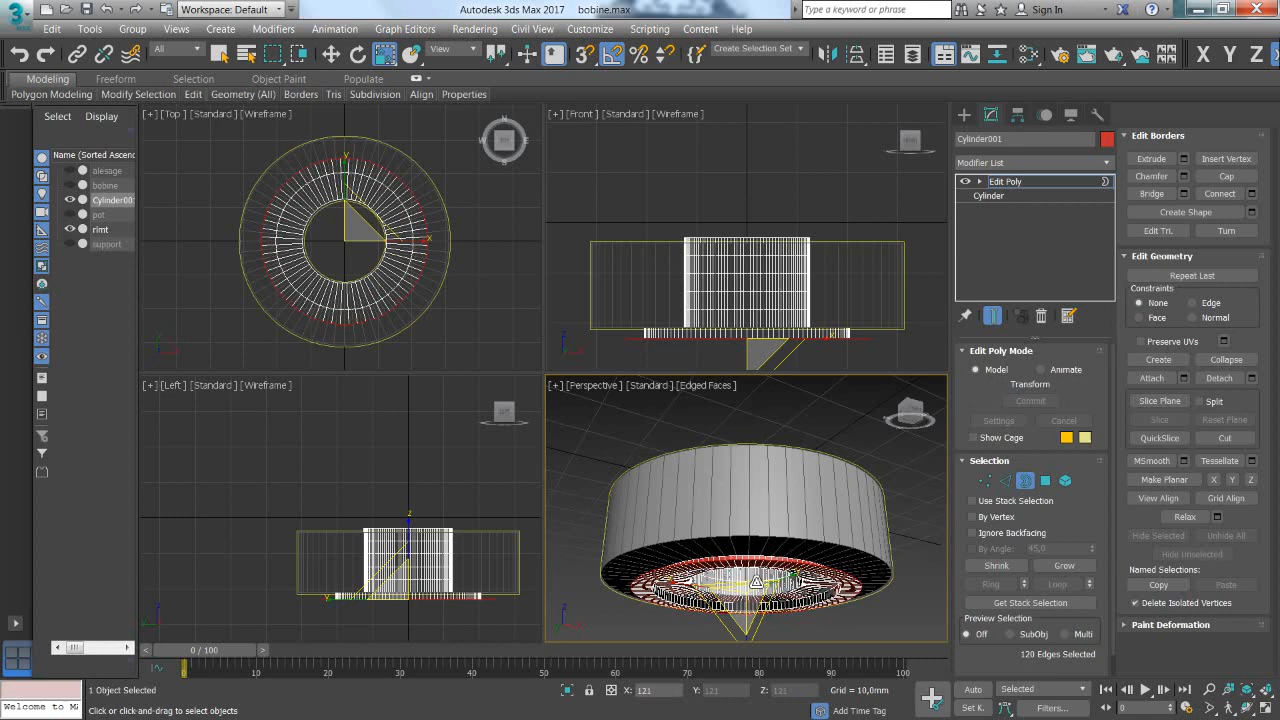 Workspace: Default
Autodesk 3ds Max 2017 bobine.max
Type a keyword or phrase
Sign In
Edit Tools Group Views Create Modifiers Animation Graph Editors Rendering Civil View Customize Scripting Content Help
All
View
Create Selection Set
X Y Z
Modeling Freeform Selection Object Paint Populate
Polygon Modeling Modify Selection Edit Geometry (All) Borders Tris Subdivision Align Properties
Select Display
Name (Sorted Ascen
alesage
bobine
Cylinder00
pot
rlmt
support
[+] [Top] [Standard] [Wireframe]
[+] [Front] [Standard] [Wireframe]
[+] [Left] [Standard] [Wireframe]
[+] [Perspective] [Standard] [Edged Faces]
Cylinder001
Modifier List
Edit Poly
Cylinder
Edit Poly Mode
Model Animate
Transform
Commit
Settings Cancel
Show Cage
Selection
Use Stack Selection
By Vertex
Ignore Backfacing
By Angle: 45,0
Shrink Grow
Ring Loop
Get Stack Selection
Preview Selection
Off SubObj Multi
120 Edges Selected
Edit Borders
Extrude Insert Vertex
Chamfer Cap
Bridge Connect
Create Shape
Edit Tri. Turn
Edit Geometry
Repeat Last
Constraints
None Edge
Face Normal
Preserve UVs
Create Collapse
Attach Detach
Slice Plane Split
Slice Reset Plane
QuickSlice Cut
MSmooth Tessellate
Make Planar X Y Z
View Align Grid Align
Relax
Hide Selected Unhide All
Hide Unselected
Named Selections:
Copy Paste
Delete Isolated Vertices
Paint Deformation
0 / 100
0 10 20 30 40 50 60 70 80 90 100
1 Object Selected
Click or click-and-drag to select objects
Welcome to M
X: 121 Y: 121 Z: 121 Grid = 10,0mm
Add Time Tag
Auto Selected
Set K. Filters...
0